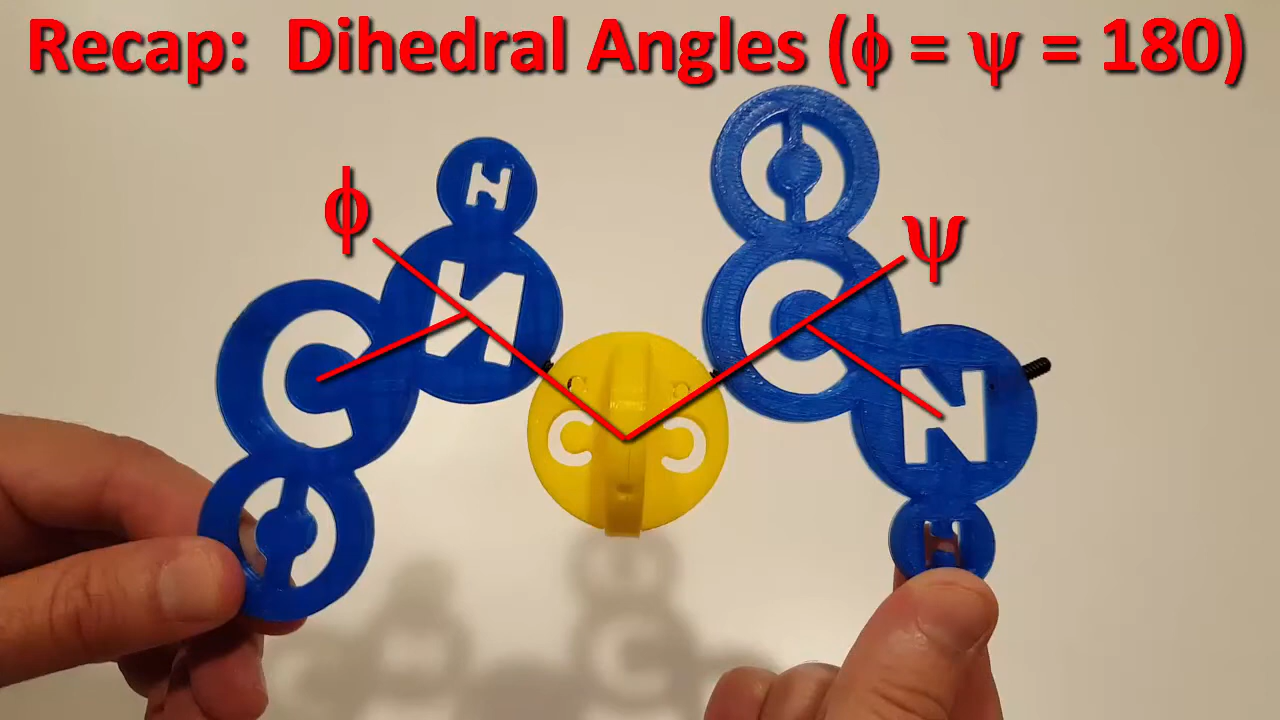 Recap: Dihedral Angles (ϕ = ψ = 180)
H
O
ϕ
ψ
N
C
C
C C
N
O
H